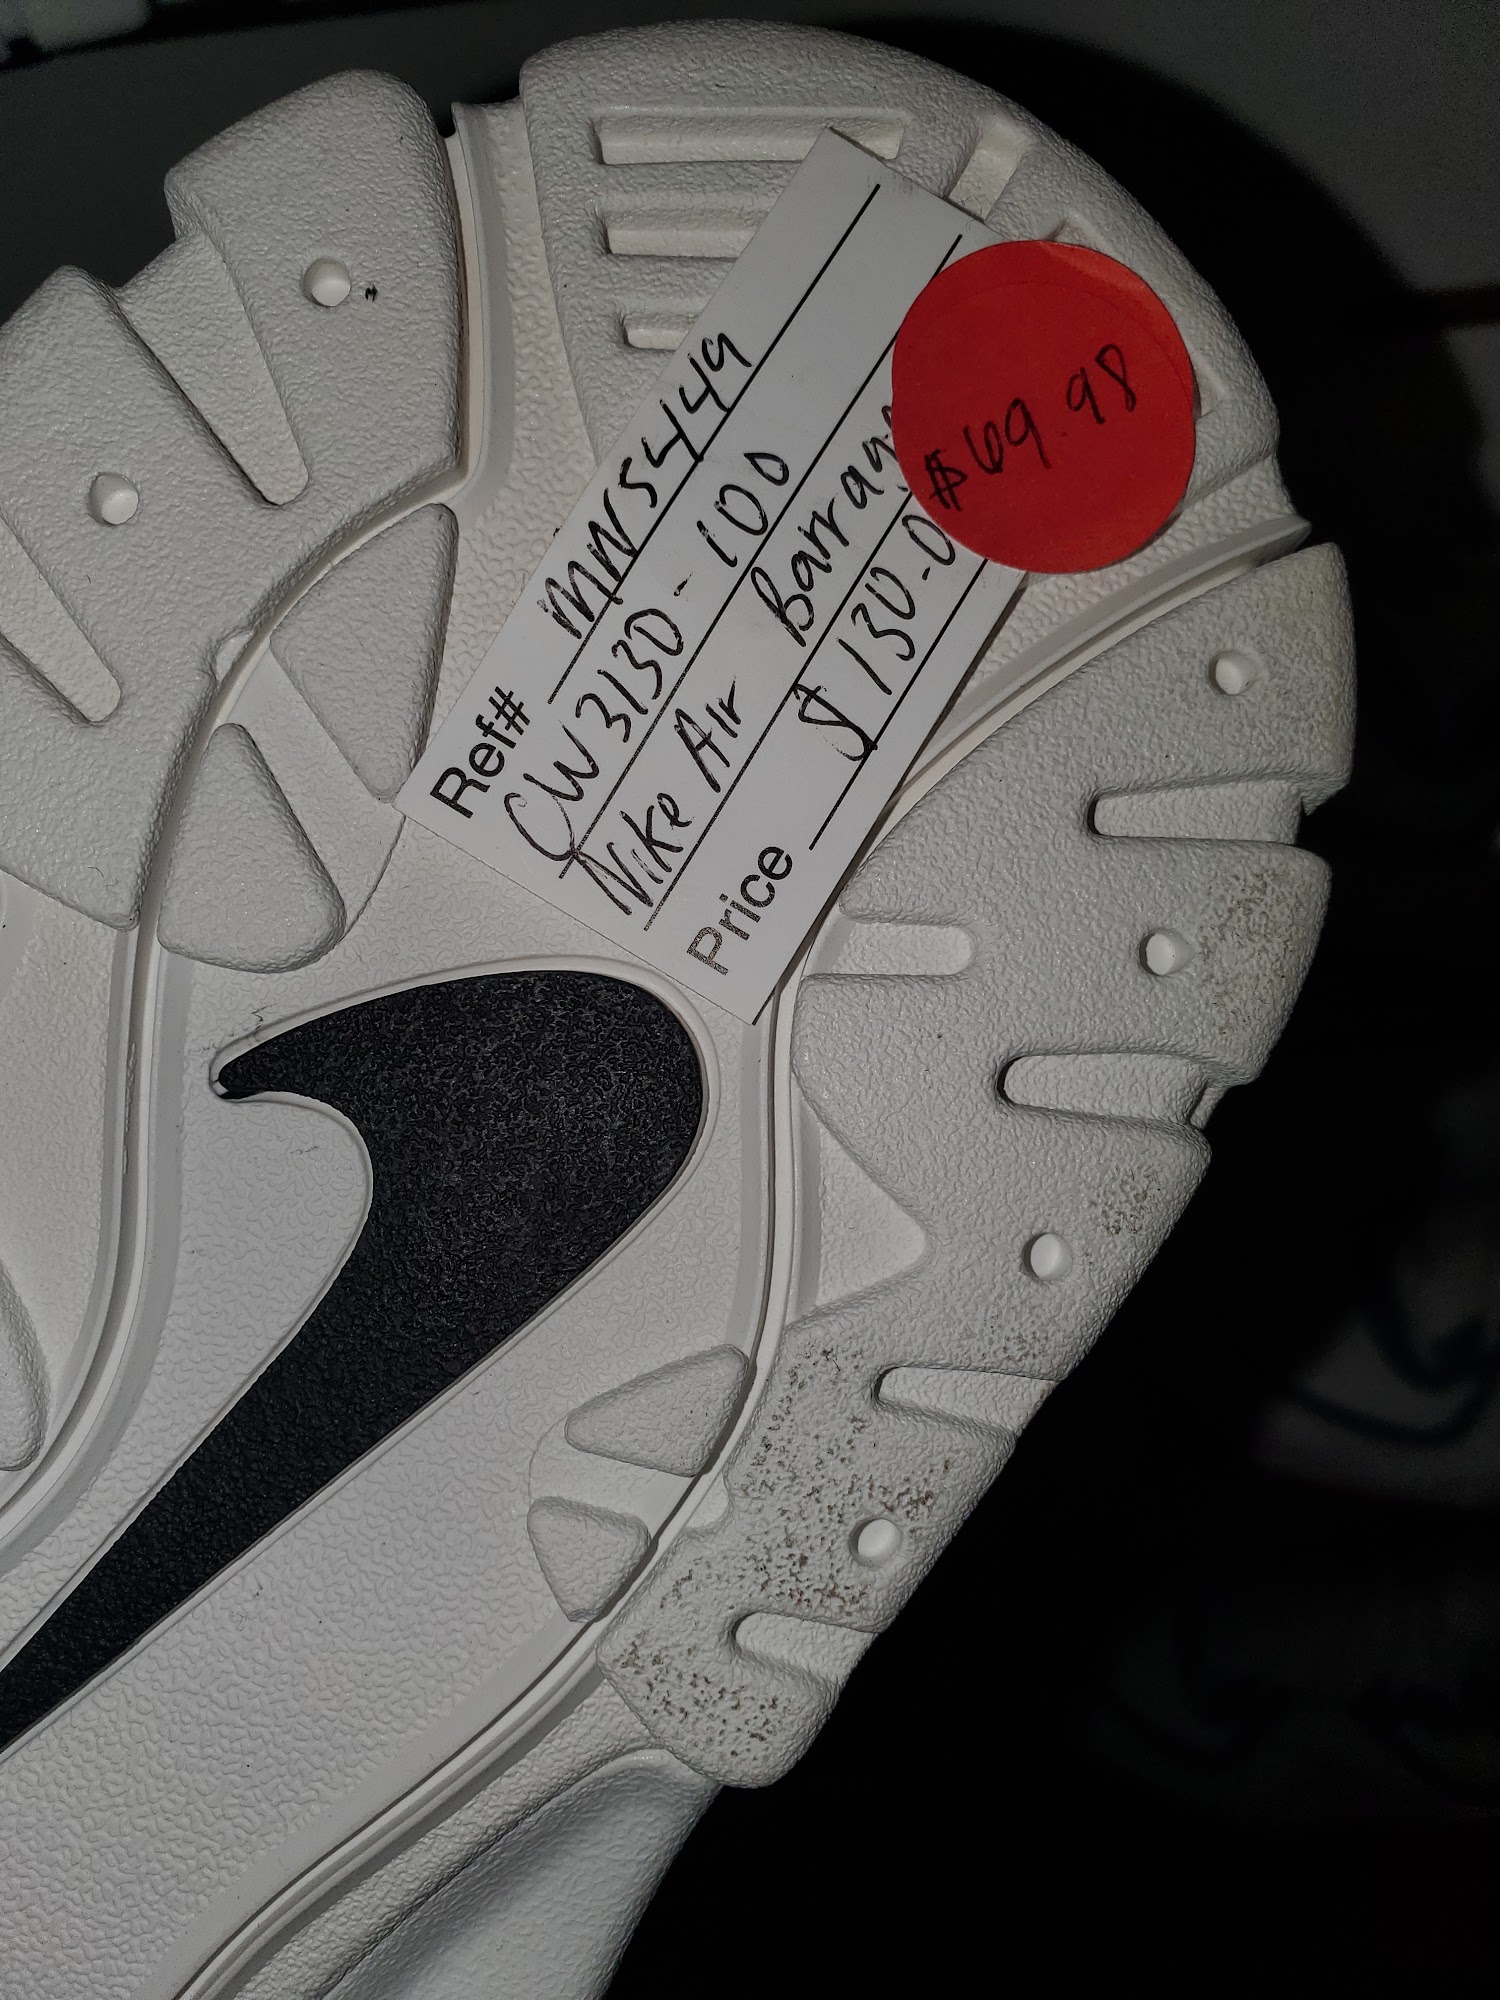 Ref# MW5449
CW3130-100
Nike Air Barrage
Price $130.0
$69.98